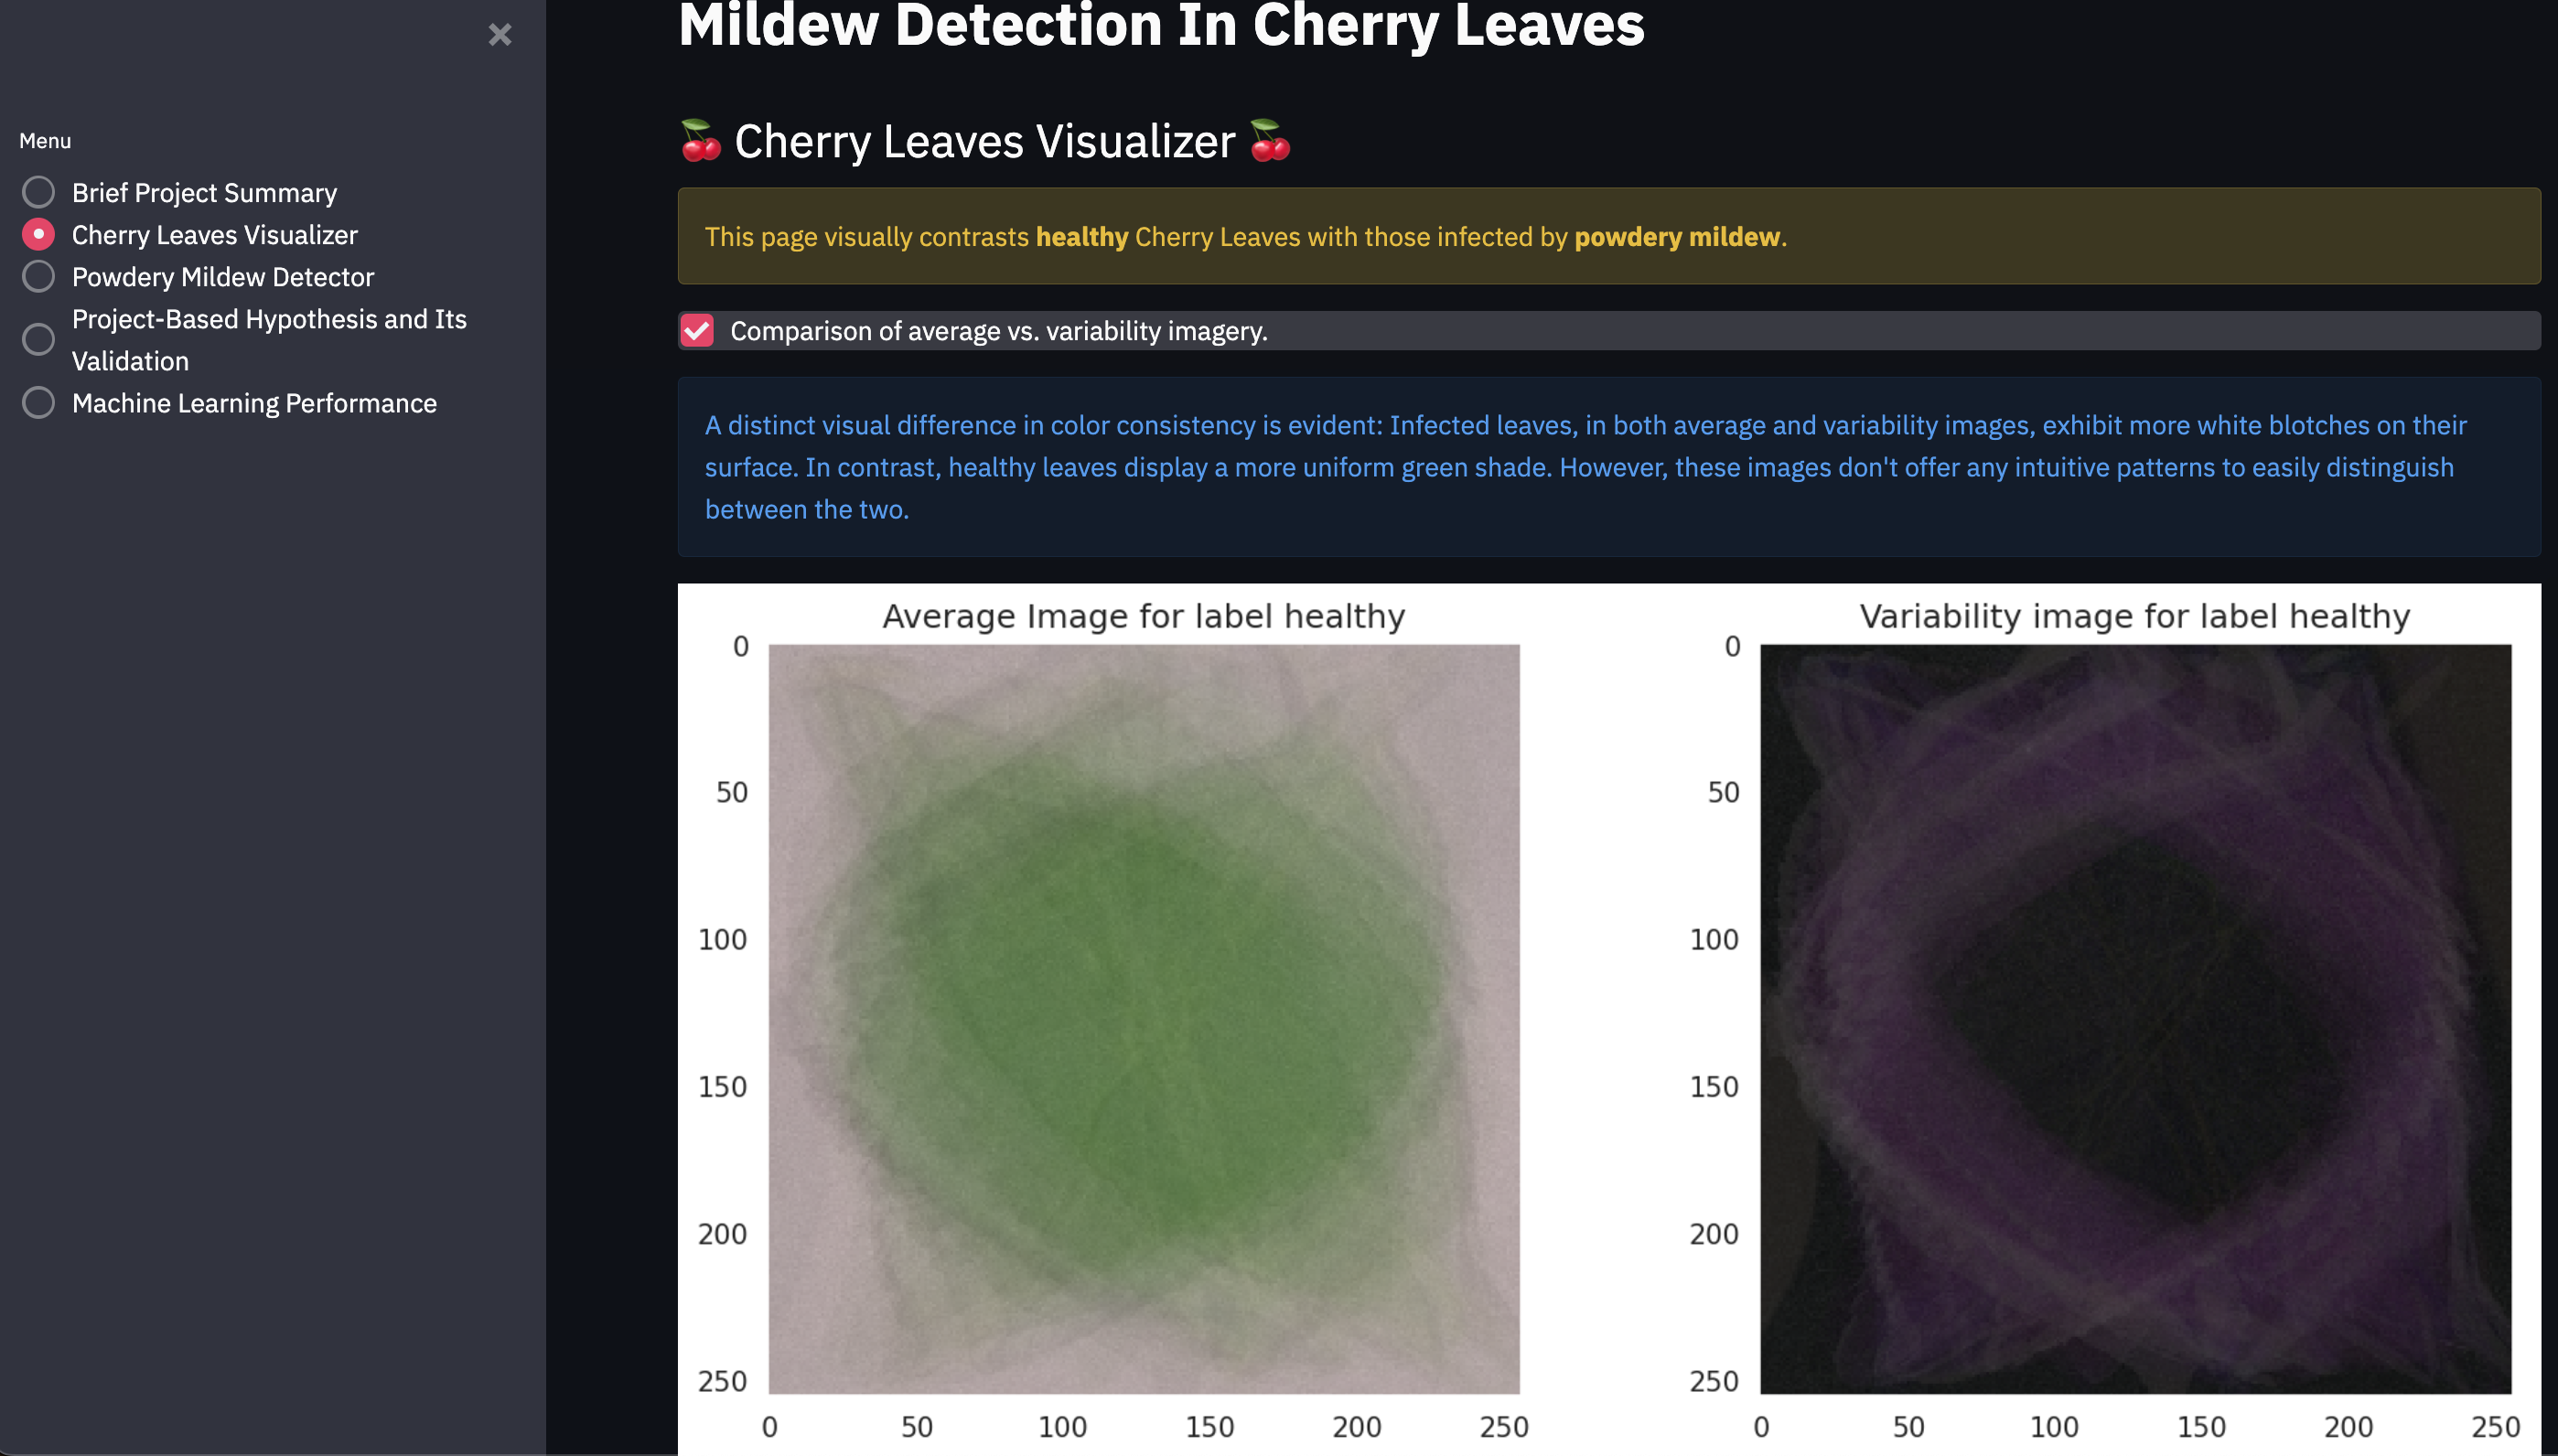 ×
Menu
Brief Project Summary
Cherry Leaves Visualizer
Powdery Mildew Detector
Project-Based Hypothesis and Its
Validation
Machine Learning Performance
Mildew Detection In Cherry Leaves
🍒 Cherry Leaves Visualizer 🍒
This page visually contrasts healthy Cherry Leaves with those infected by powdery mildew.
Comparison of average vs. variability imagery.
A distinct visual difference in color consistency is evident: Infected leaves, in both average and variability images, exhibit more white blotches on their
surface. In contrast, healthy leaves display a more uniform green shade. However, these images don't offer any intuitive patterns to easily distinguish
between the two.
Average Image for label healthy
0
50
100
150
200
250
0 50 100 150 200 250
Variability image for label healthy
0
50
100
150
200
250
0 50 100 150 200 250